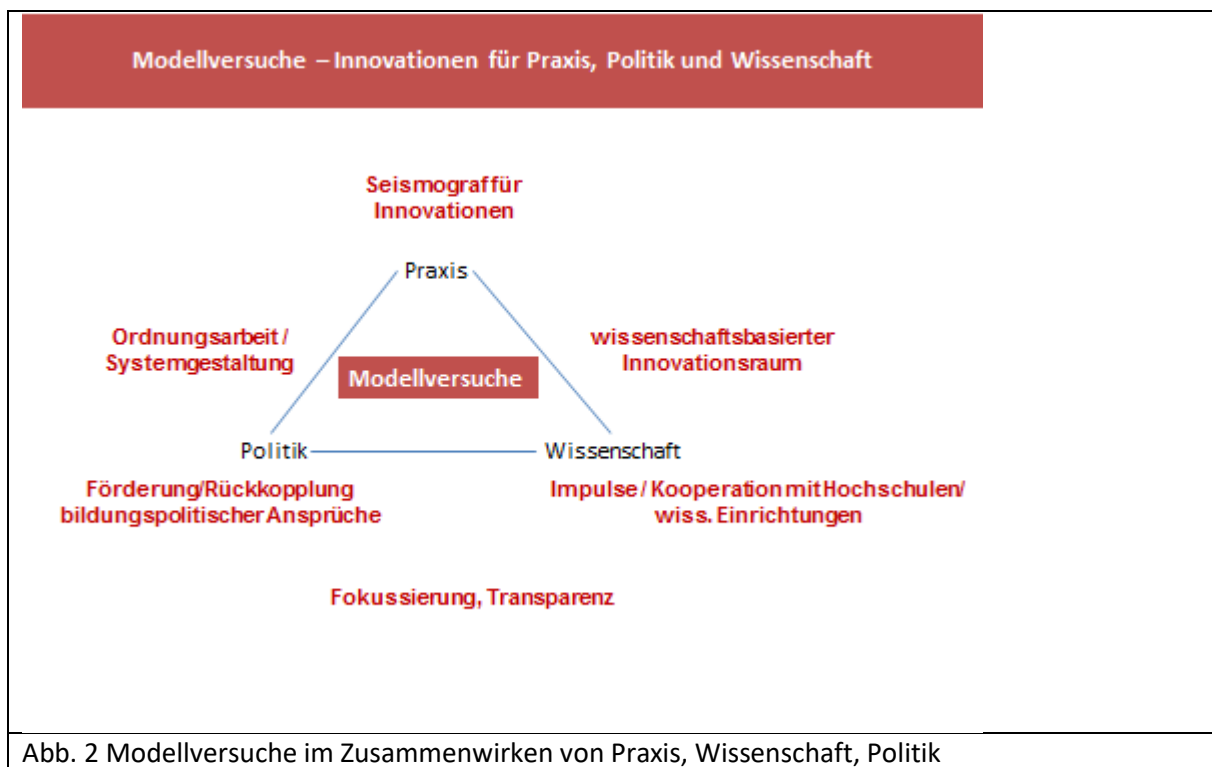 Modellversuche – Innovationen für Praxis, Politik und Wissenschaft
Seismograf für
Innovationen
Praxis
Ordnungsarbeit /
Systemgestaltung
wissenschaftsbasierter
Innovationsraum
Modellversuche
Politik
Wissenschaft
Förderung/Rückkopplung
bildungspolitischer Ansprüche
Impulse / Kooperation mit Hochschulen/
wiss. Einrichtungen
Fokussierung, Transparenz
Abb. 2 Modellversuche im Zusammenwirken von Praxis, Wissenschaft, Politik